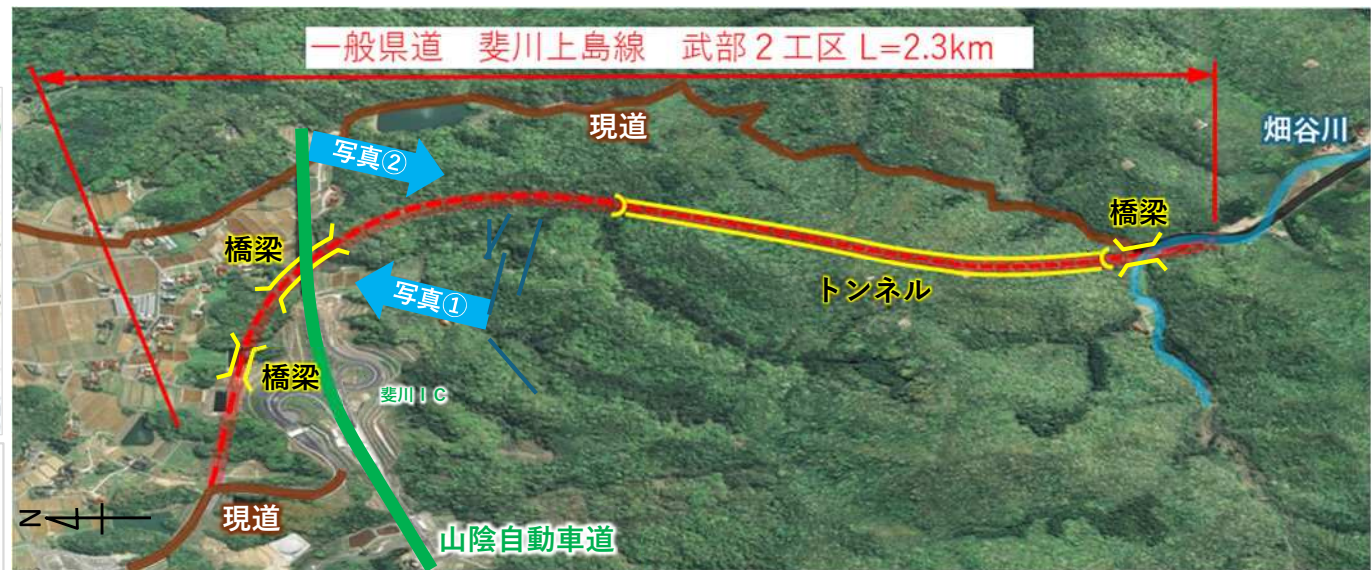 一般県道　斐川上島線　武部２工区 L=2.3km
現道
畑谷川
写真②
橋梁
橋梁
トンネル
写真①
橋梁
斐川ＩＣ
N
現道
山陰自動車道